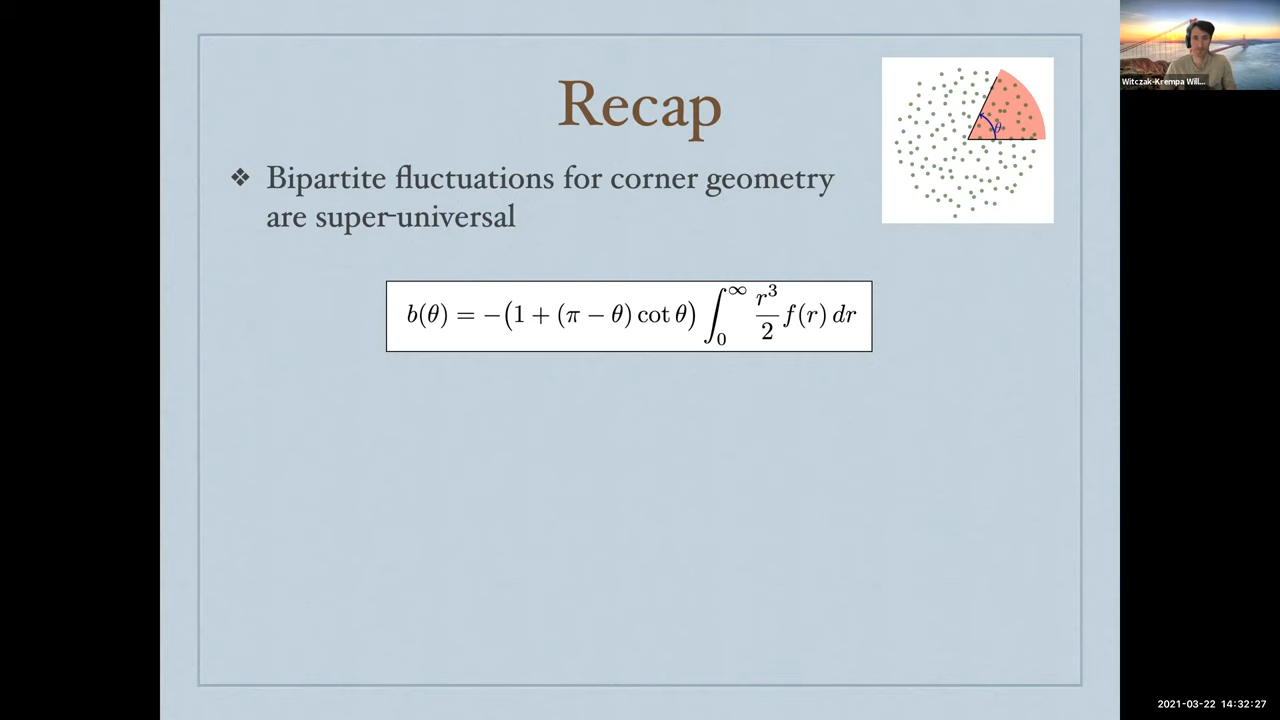 Recap
❖ Bipartite fluctuations for corner geometry
are super-universal
θ
b(θ) = −(1 + (π − θ) cot θ) ∫₀^∞ r³/2 f(r) dr
Witczak-Krempa Will...
2021-03-22 14:32:27